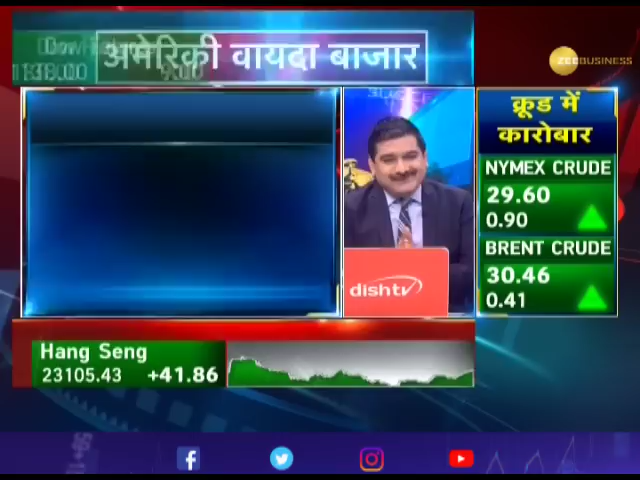 अमेरिकी वायदा बाजार
ZEEBUSINESS
क्रूड में
कारोबार
NYMEX CRUDE
29.60
0.90
BRENT CRUDE
30.46
0.41
dishtv
Hang Seng
23105.43 +41.86